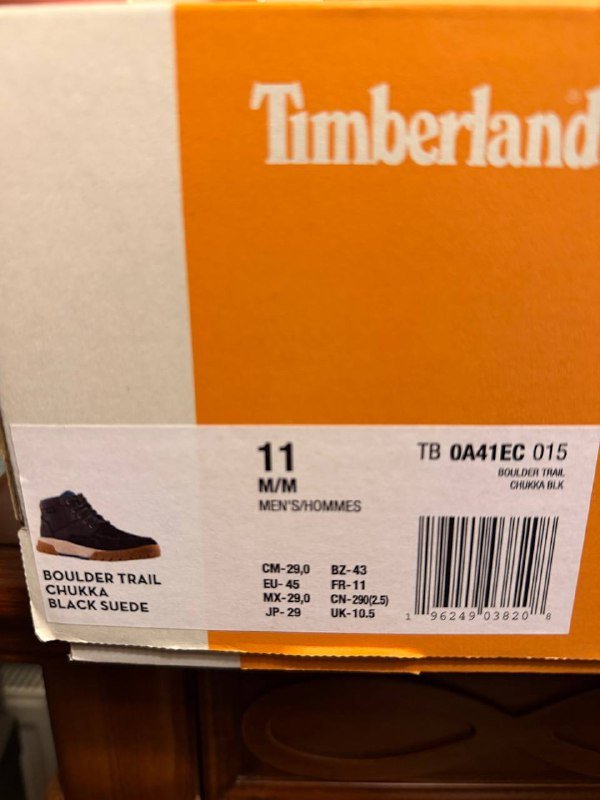 Timberland
11
M/M
MEN'S/HOMMES
TB 0A41EC 015
BOULDER TRAIL
CHUKKA BLK
BOULDER TRAIL
CHUKKA
BLACK SUEDE
CM-29,0 BZ-43
EU-45 FR-11
MX-29,0 CN-290(2.5)
JP-29 UK-10.5
1 96249 03820 8